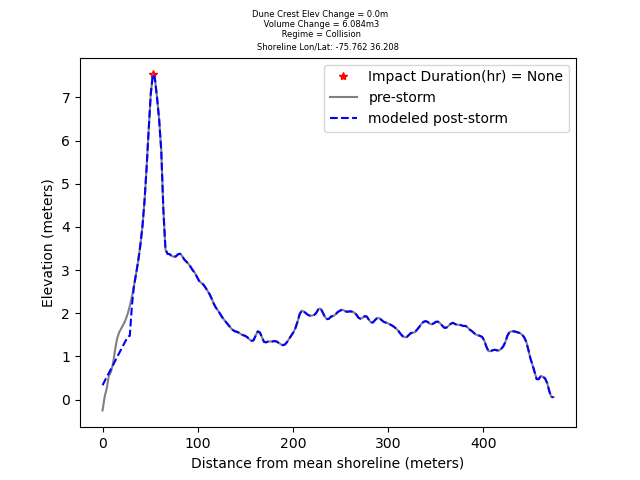 Dune Crest Elev Change = 0.0m
Volume Change = 6.084m3
Regime = Collision
Shoreline Lon/Lat: -75.762 36.208
Impact Duration(hr) = None
pre-storm
modeled post-storm
Elevation (meters)
7
6
5
4
3
2
1
0
0 100 200 300 400
Distance from mean shoreline (meters)